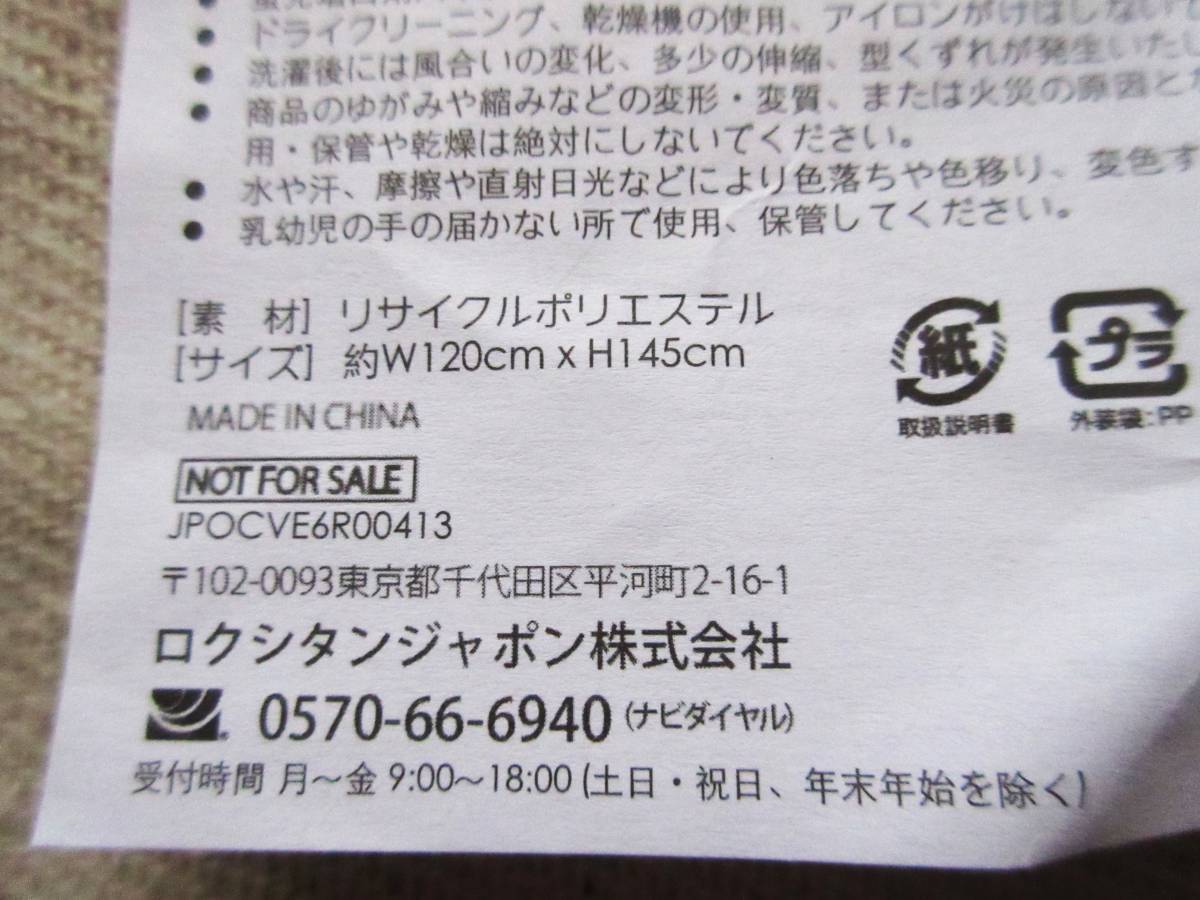 ドライクリーニング、乾燥機の使用、アイロンがけはしないで
● 洗濯後には風合いの変化、多少の伸縮、型くずれが発生いたし
● 商品のゆがみや縮みなどの変形・変質、または火災の原因と
用・保管や乾燥は絶対にしないでください。
● 水や汗、摩擦や直射日光などにより色落ちや色移り、変色す
● 乳幼児の手の届かない所で使用、保管してください。
[素 材] リサイクルポリエステル
[サイズ] 約W120cm x H145cm
MADE IN CHINA
紙
取扱説明書
プラ
外装袋:PP
NOT FOR SALE
JPOCVE6R00413
〒102-0093東京都千代田区平河町2-16-1
ロクシタンジャポン株式会社
0570-66-6940 (ナビダイヤル)
受付時間 月～金 9:00～18:00 (土日・祝日、年末年始を除く)